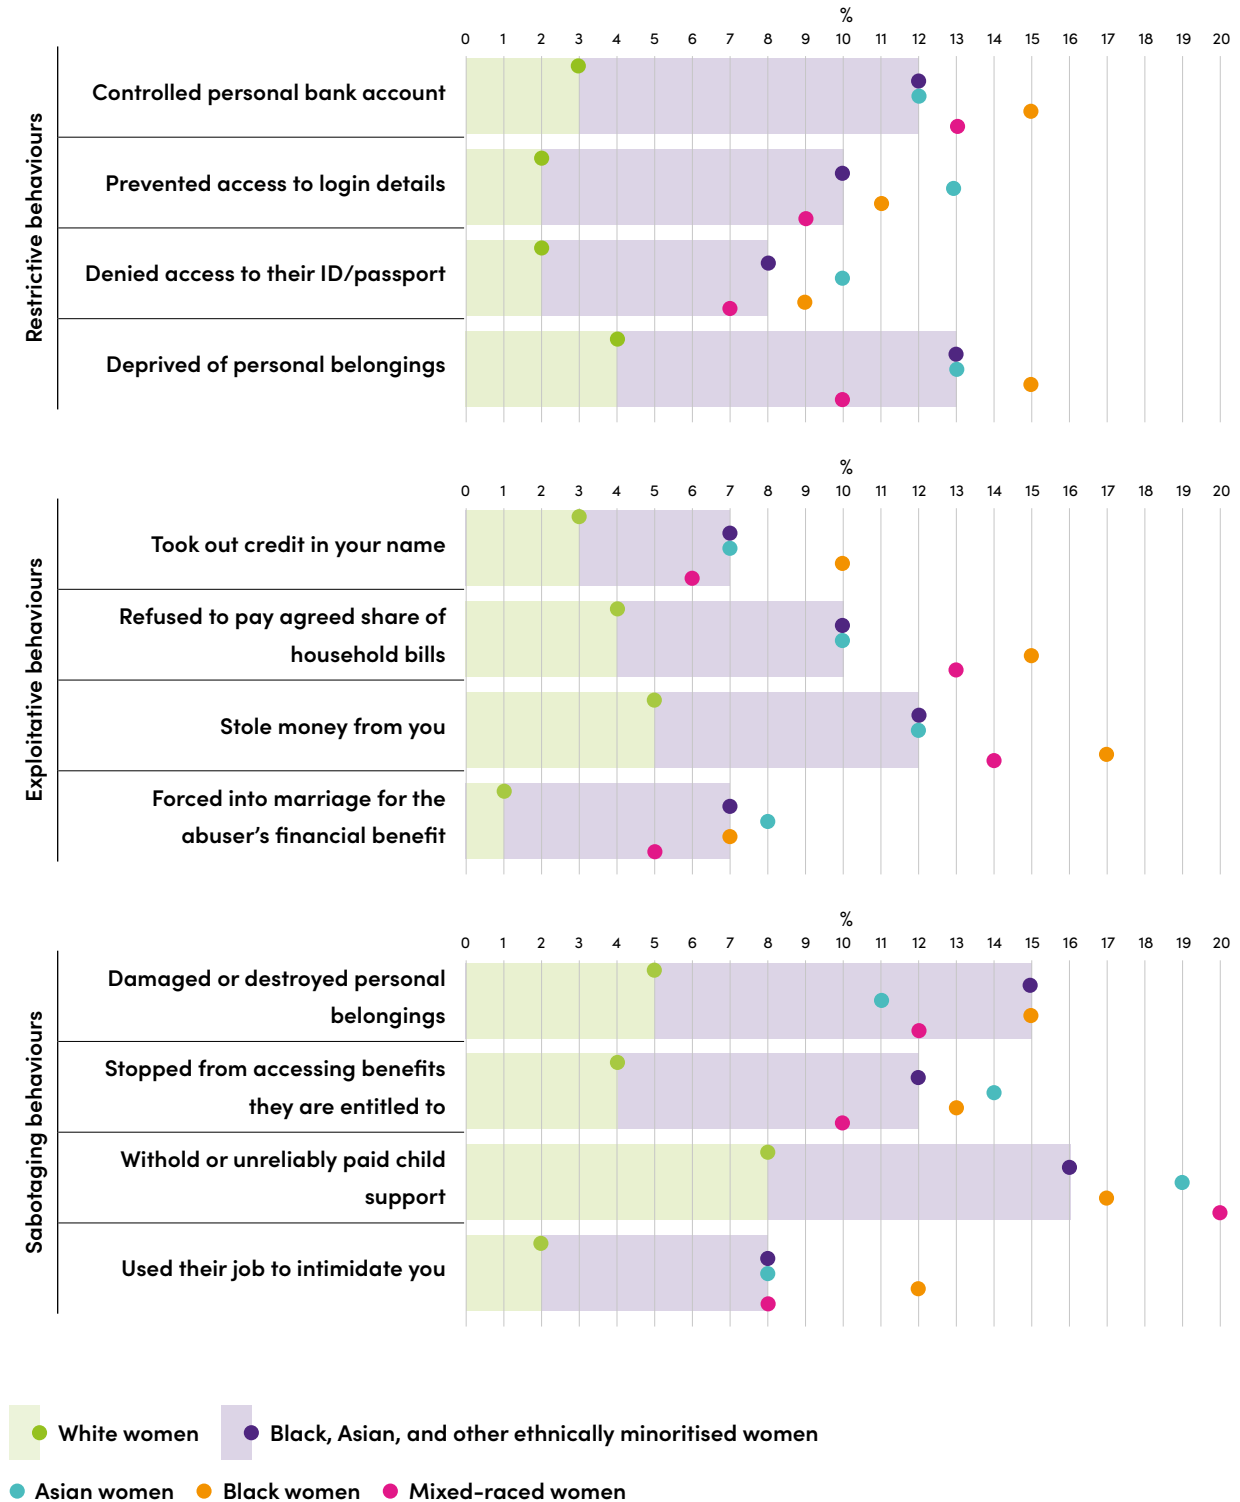 %
0 1 2 3 4 5 6 7 8 9 10 11 12 13 14 15 16 17 18 19 20
Restrictive behaviours
Controlled personal bank account
Prevented access to login details
Denied access to their ID/passport
Deprived of personal belongings
%
0 1 2 3 4 5 6 7 8 9 10 11 12 13 14 15 16 17 18 19 20
Exploitative behaviours
Took out credit in your name
Refused to pay agreed share of
household bills
Stole money from you
Forced into marriage for the
abuser’s financial benefit
%
0 1 2 3 4 5 6 7 8 9 10 11 12 13 14 15 16 17 18 19 20
Sabotaging behaviours
Damaged or destroyed personal
belongings
Stopped from accessing benefits
they are entitled to
Withold or unreliably paid child
support
Used their job to intimidate you
White women Black, Asian, and other ethnically minoritised women
Asian women Black women Mixed-raced women